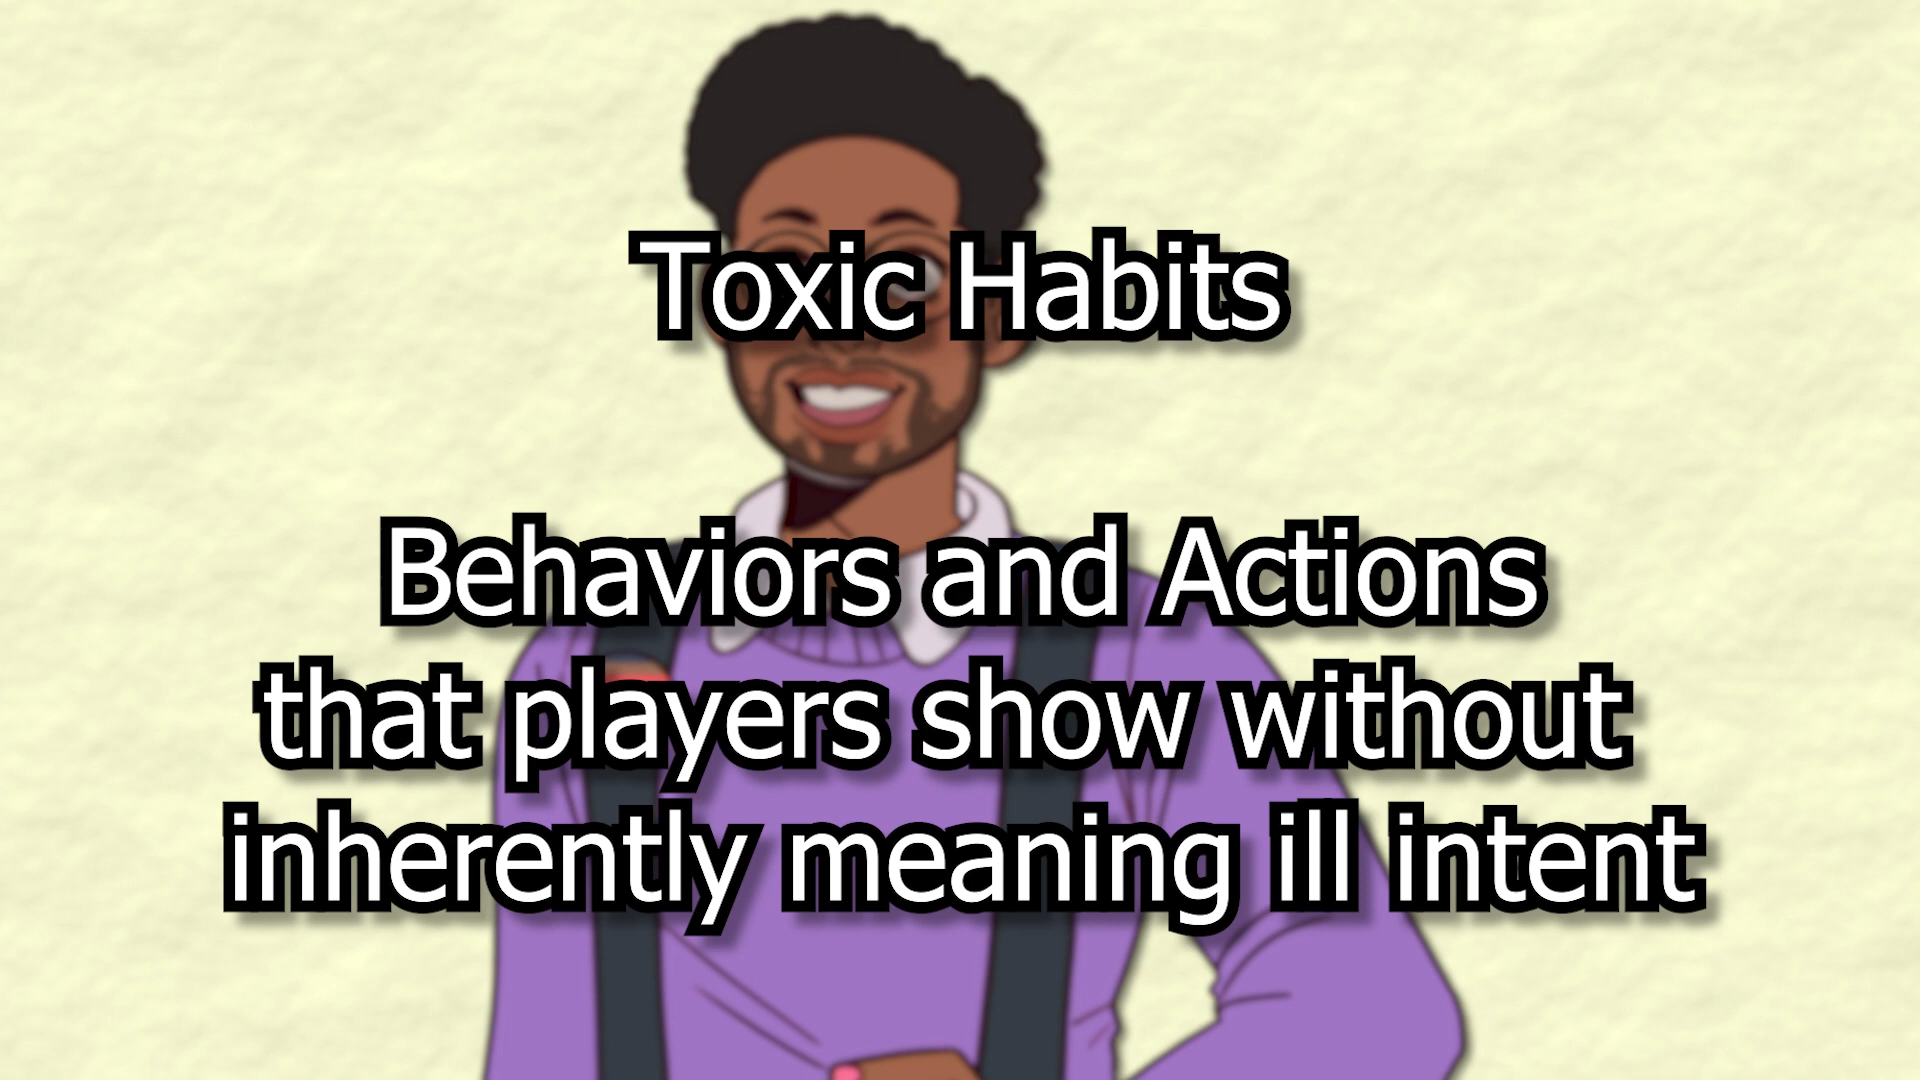 Toxic Habits
Behaviors and Actions
that players show without
inherently meaning ill intent